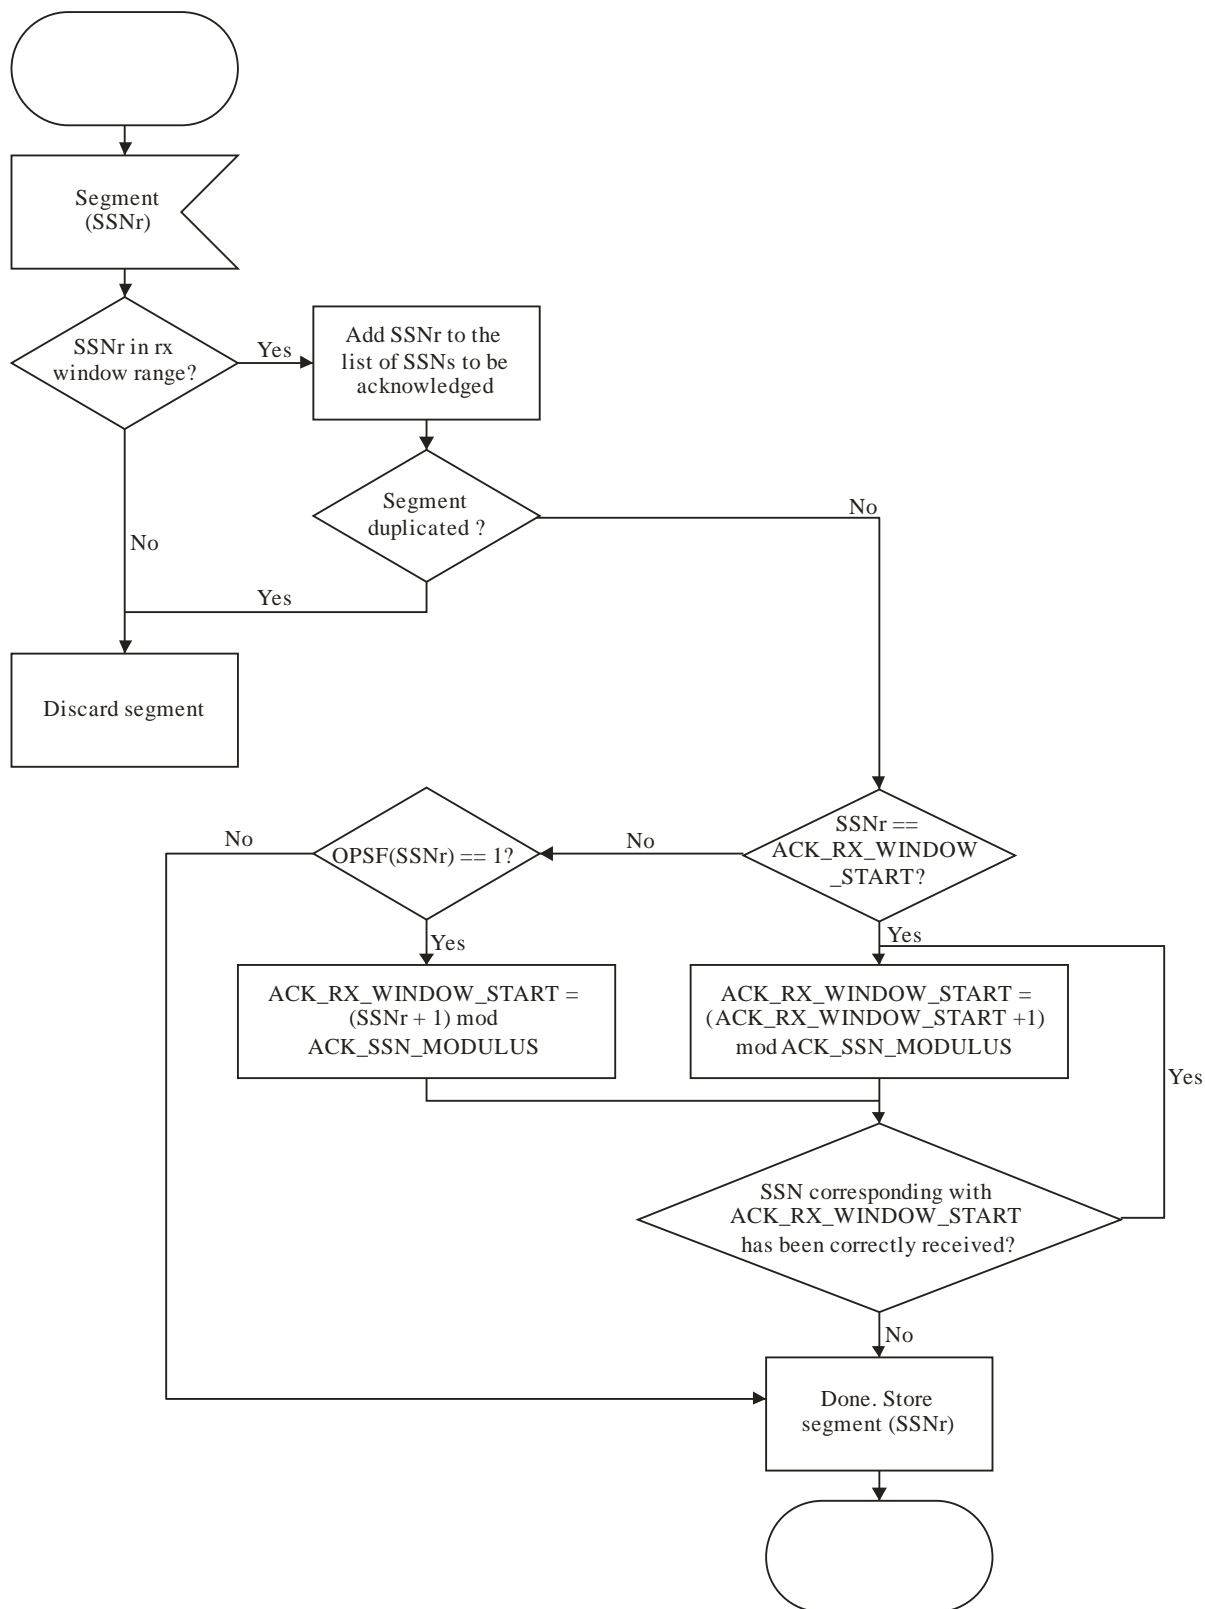 Segment
(SSNr)
SSNr in rx
window range?
Yes
Add SSNr to the
list of SSNs to be
acknowledged
Segment
duplicated ?
No
No
Yes
Discard segment
SSNr ==
ACK_RX_WINDOW
_START?
No
OPSF(SSNr) == 1?
No
Yes
Yes
ACK_RX_WINDOW_START =
(SSNr + 1) mod
ACK_SSN_MODULUS
ACK_RX_WINDOW_START =
(ACK_RX_WINDOW_START +1)
mod ACK_SSN_MODULUS
Yes
SSN corresponding with
ACK_RX_WINDOW_START
has been correctly received?
No
Done. Store
segment (SSNr)